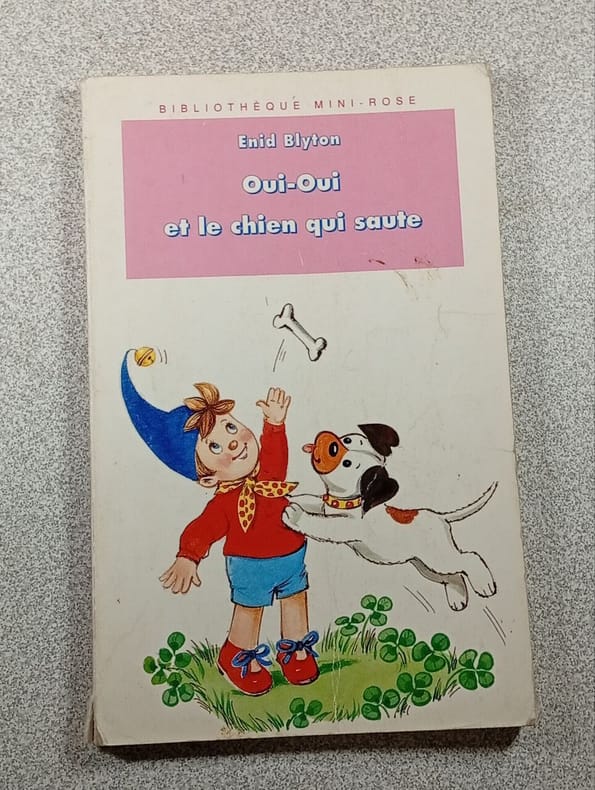 BIBLIOTHÈQUE MINI-ROSE
Enid Blyton
Oui-Oui
et le chien qui saute